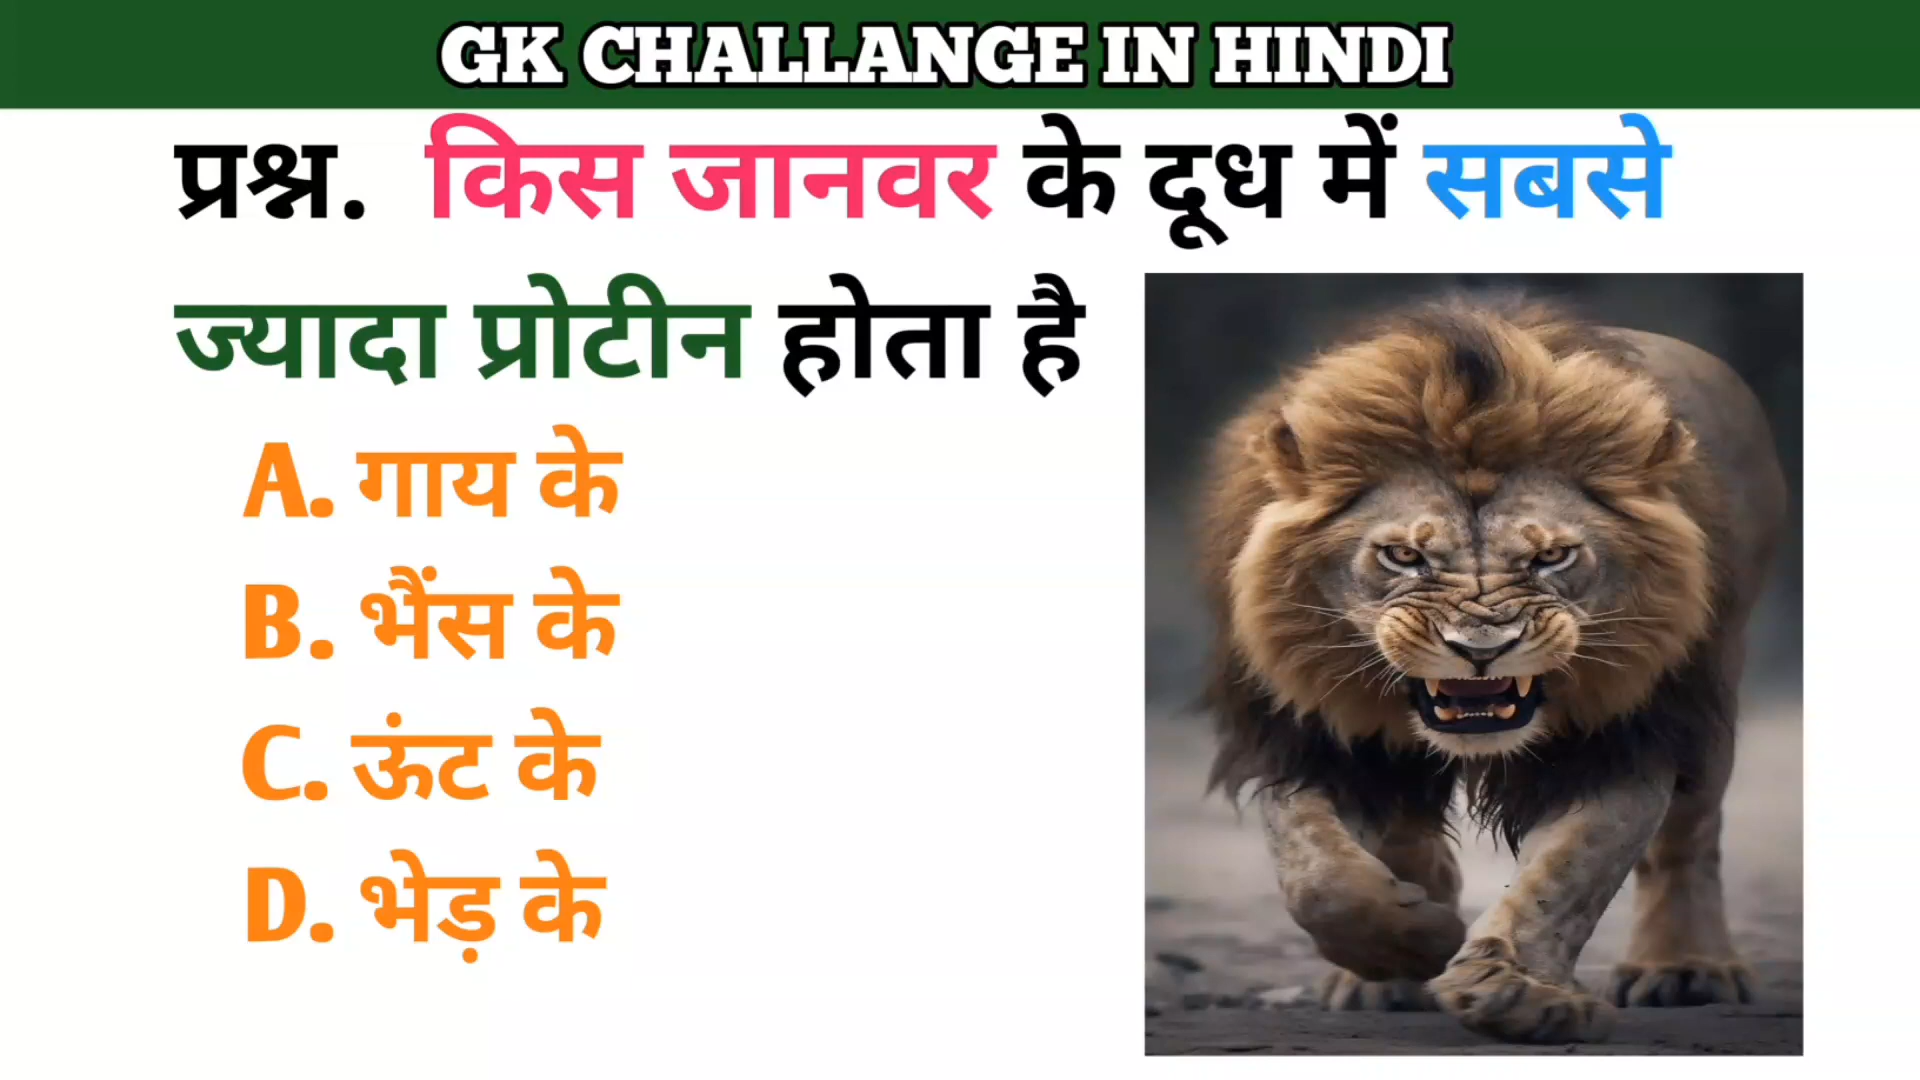 GK CHALLANGE IN HINDI
प्रश्न. किस जानवर के दूध में सबसे
ज्यादा प्रोटीन होता है
A. गाय के
B. भैंस के
C. ऊंट के
D. भेड़ के